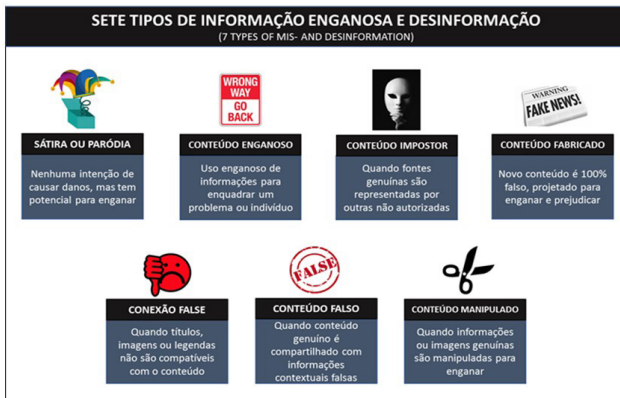 SETE TIPOS DE INFORMAÇÃO ENGANOSA E DESINFORMAÇÃO
(7 TYPES OF MIS- AND DESINFORMATION)
WRONG
WAY
GO
BACK
WARNING
FAKE NEWS!
SÁTIRA OU PARÓDIA
Nenhuma intenção de
causar danos, mas tem
potencial para enganar
CONTEÚDO ENGANOSO
Uso enganoso de
informações para
enquadrar um
problema ou indivíduo
CONTEÚDO IMPOSTOR
Quando fontes
genuínas são
representadas por
outras não autorizadas
CONTEÚDO FABRICADO
Novo conteúdo é 100%
falso, projetado para
enganar e prejudicar
FALSE
CONEXÃO FALSE
Quando títulos,
imagens ou legendas
não são compatíveis
com o conteúdo
CONTEÚDO FALSO
Quando conteúdo
genuíno é
compartilhado com
informações
contextuais falsas
CONTEÚDO MANIPULADO
Quando informações
ou imagens genuínas
são manipuladas para
enganar